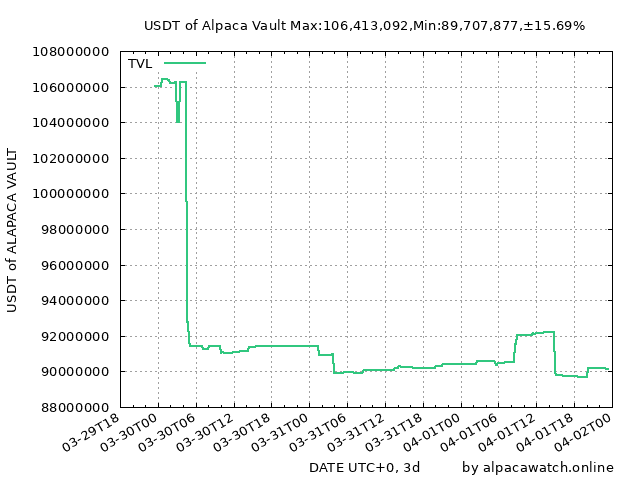 USDT of Alpaca Vault Max:106,413,092,Min:89,707,877,±15.69%
TVL
USDT of ALAPACA VAULT
108000000
106000000
104000000
102000000
100000000
98000000
96000000
94000000
92000000
90000000
88000000
03-29T18
03-30T00
03-30T06
03-30T12
03-30T18
03-31T00
03-31T06
03-31T12
03-31T18
04-01T00
04-01T06
04-01T12
04-01T18
04-02T00
DATE UTC+0, 3d
by alpacawatch.online